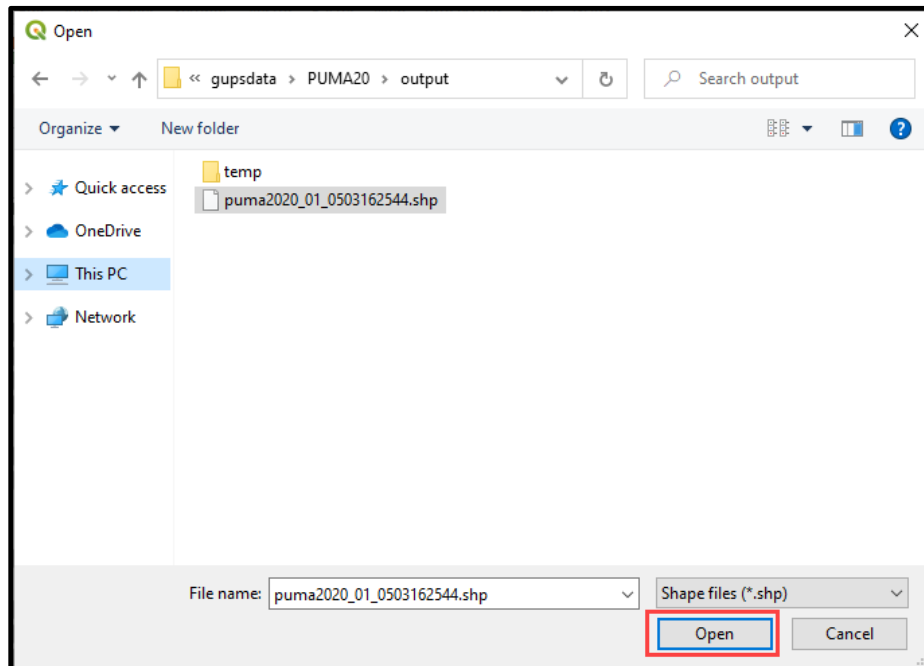 Open
« gupsdata > PUMA20 > output
Search output
Organize
New folder
?
Quick access
OneDrive
This PC
Network
temp
puma2020_01_0503162544.shp
File name: puma2020_01_0503162544.shp
Shape files (*.shp)
Open
Cancel